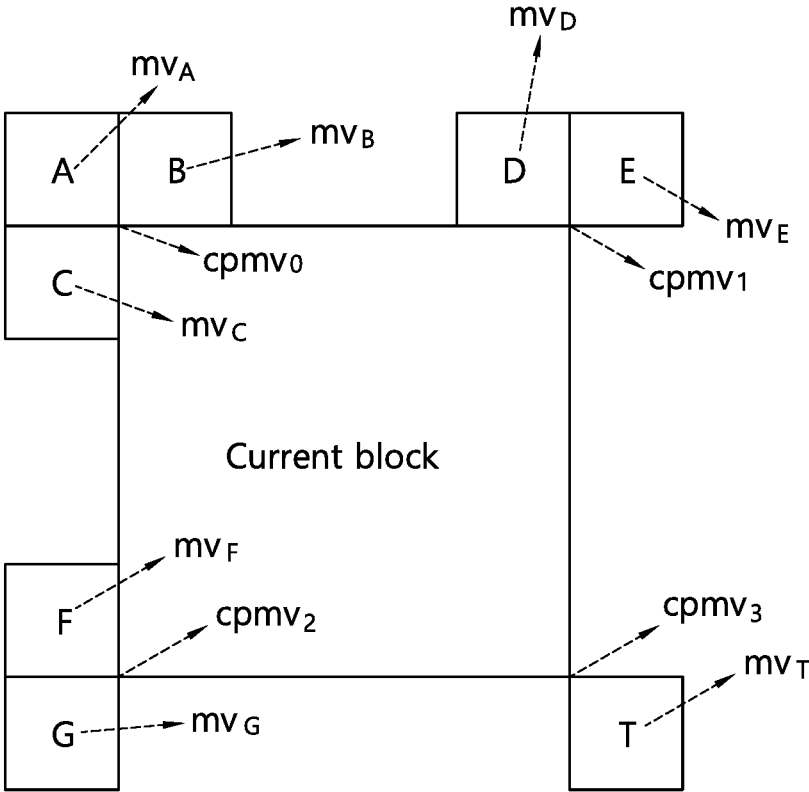 mvD
mvA
mvB
A
B
D
E
mvE
cpmv0
cpmv1
C
mvC
Current block
mvF
F
cpmv2
cpmv3
mvT
G
mvG
T